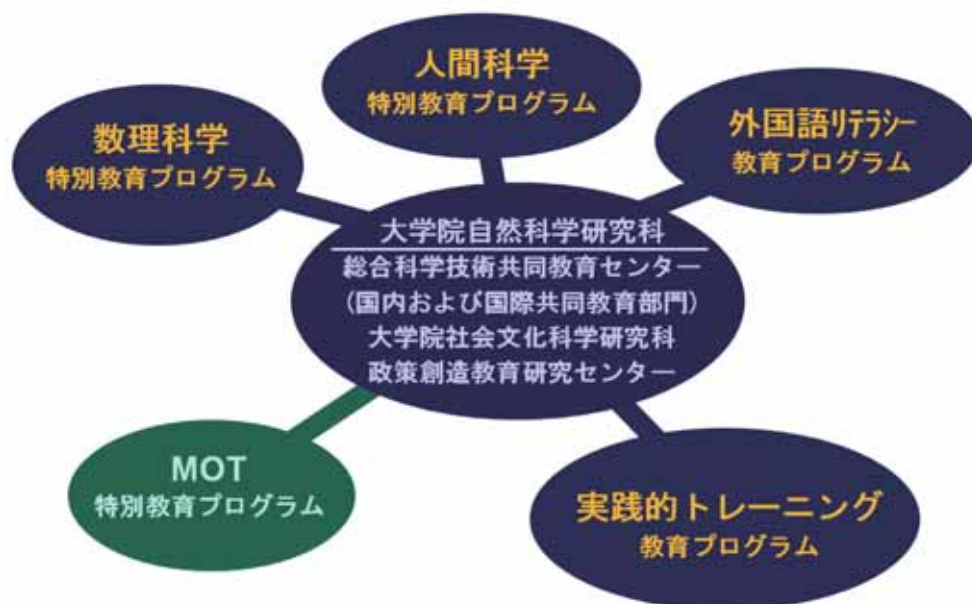 人間科学
特別教育プログラム
数理科学
特別教育プログラム
外国語リテラシー
教育プログラム
大学院自然科学研究科
総合科学技術共同教育センター
(国内および国際共同教育部門)
大学院社会文化科学研究科
政策創造教育研究センター
MOT
特別教育プログラム
実践的トレーニング
教育プログラム